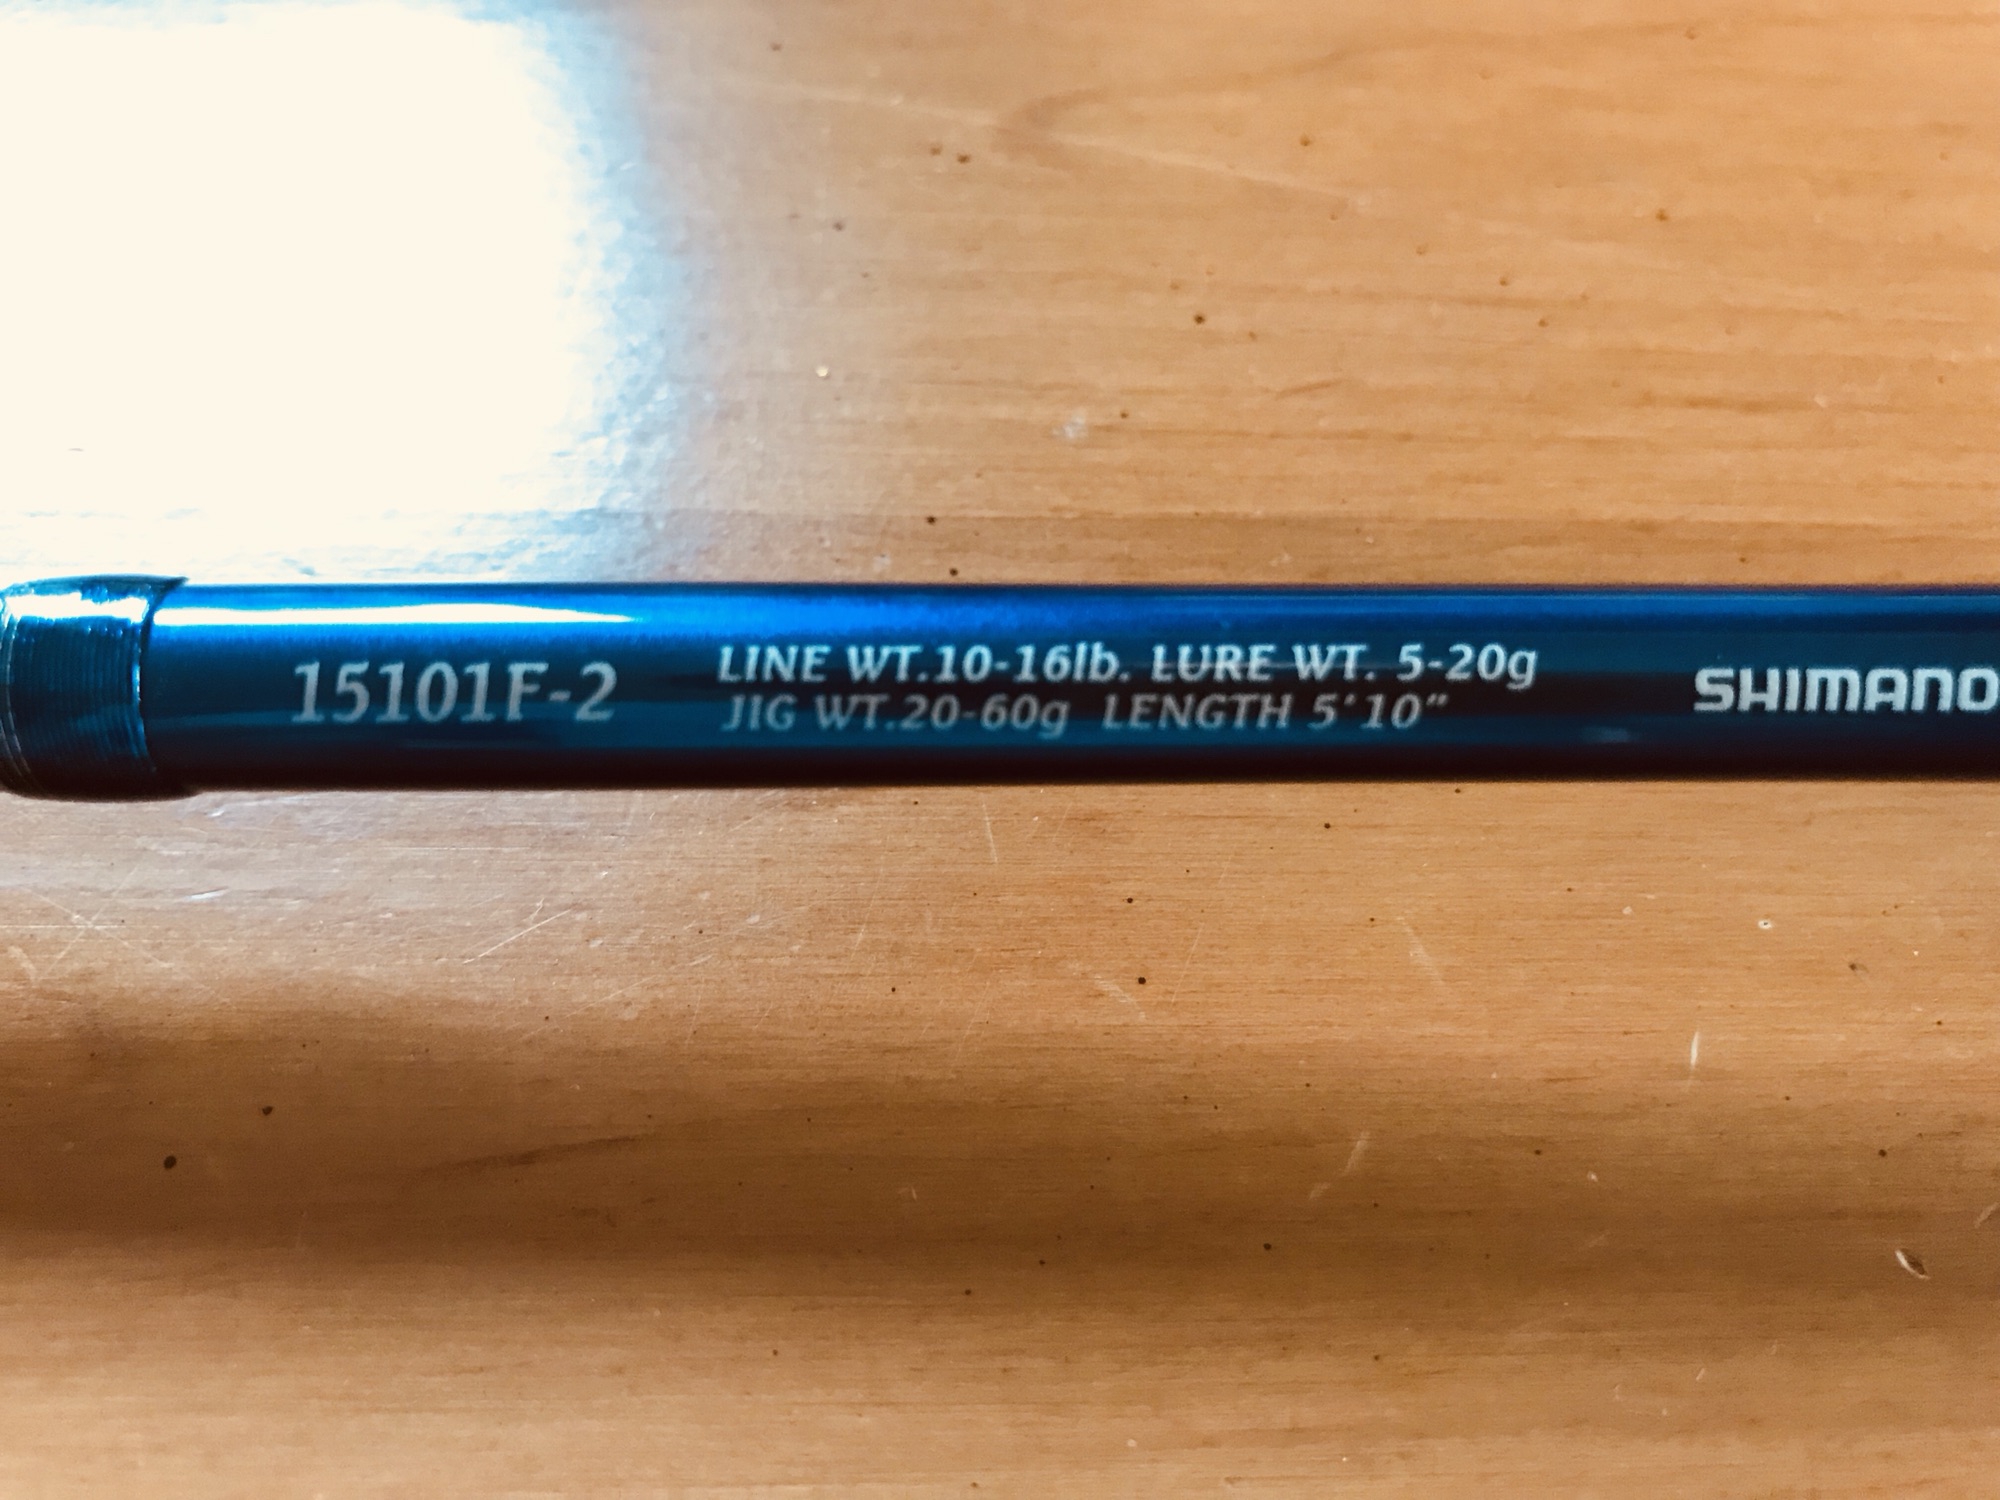 15101F-2
LINE WT.10-16lb. LURE WT. 5-20g
JIG WT.20-60g LENGTH 5'10"
SHIMANO